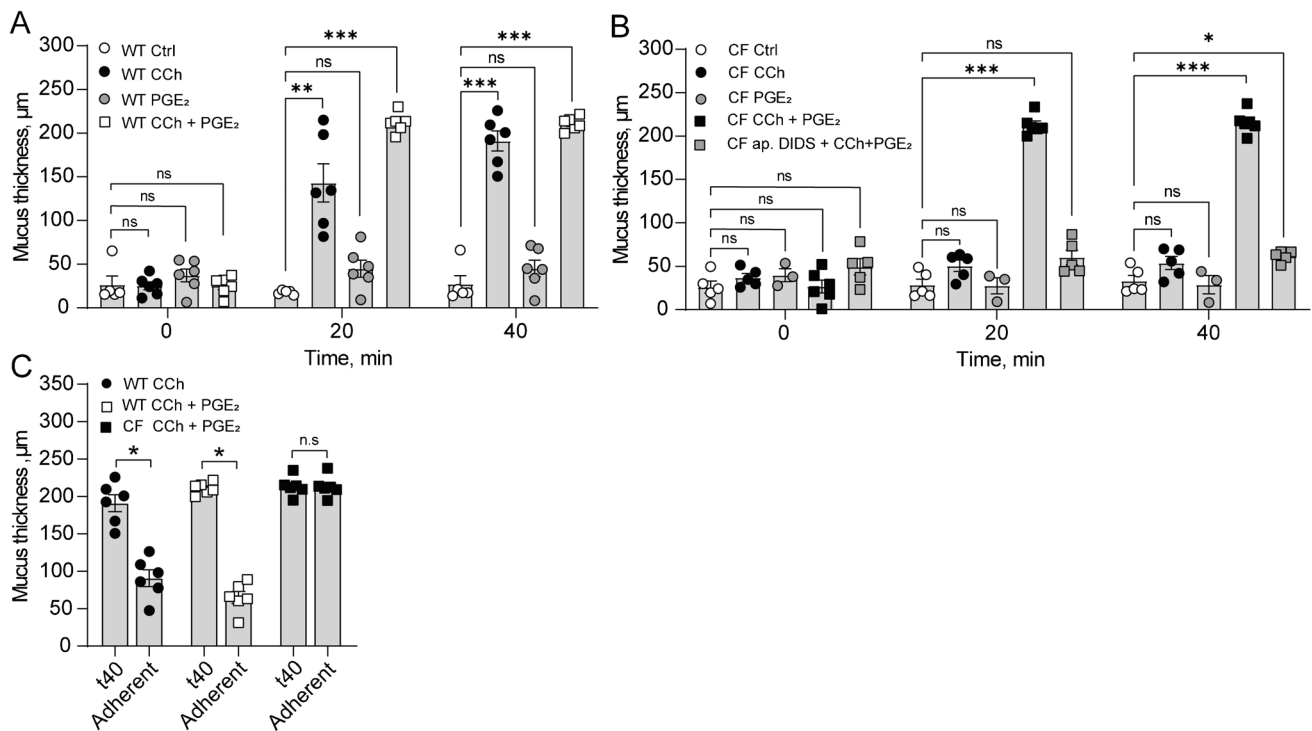 A
Mucus thickness, µm
300
250
200
150
100
50
0
WT Ctrl
WT CCh
WT PGE₂
WT CCh + PGE₂
ns
ns
ns
**
ns
***
***
ns
***
0
20
40
Time, min
B
Mucus thickness, µm
300
250
200
150
100
50
0
CF Ctrl
CF CCh
CF PGE₂
CF CCh + PGE₂
CF ap. DIDS + CCh+PGE₂
ns
ns
ns
ns
ns
***
ns
ns
*
***
ns
ns
0
20
40
Time, min
C
Mucus thickness ,µm
350
300
250
200
150
100
50
0
WT CCh
WT CCh + PGE₂
CF CCh + PGE₂
*
*
n.s
t40
Adherent
t40
Adherent
t40
Adherent